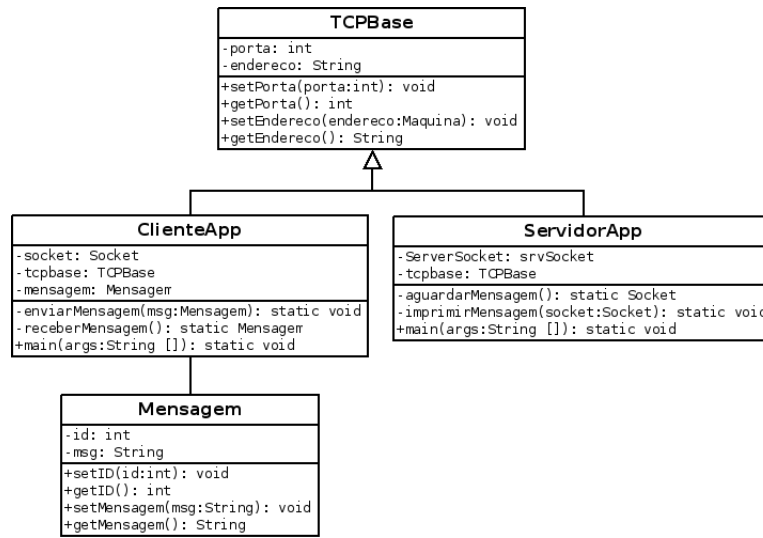 TCPBase
-porta: int
-endereco: String
+setPorta(porta:int): void
+getPorta(): int
+setEndereco(endereco:Maquina): void
+getEndereco(): String
ClienteApp
-socket: Socket
-tcpbase: TCPBase
-mensagem: Mensagem
-enviarMensagem(msg:Mensagem): static void
-receberMensagem(): static Mensagem
+main(args:String []): static void
ServidorApp
-ServerSocket: srvSocket
-tcpbase: TCPBase
-aguardarMensagem(): static Socket
-imprimirMensagem(socket:Socket): static void
+main(args:String []): static void
Mensagem
-id: int
-msg: String
+setID(id:int): void
+getID(): int
+setMensagem(msg:String): void
+getMensagem(): String